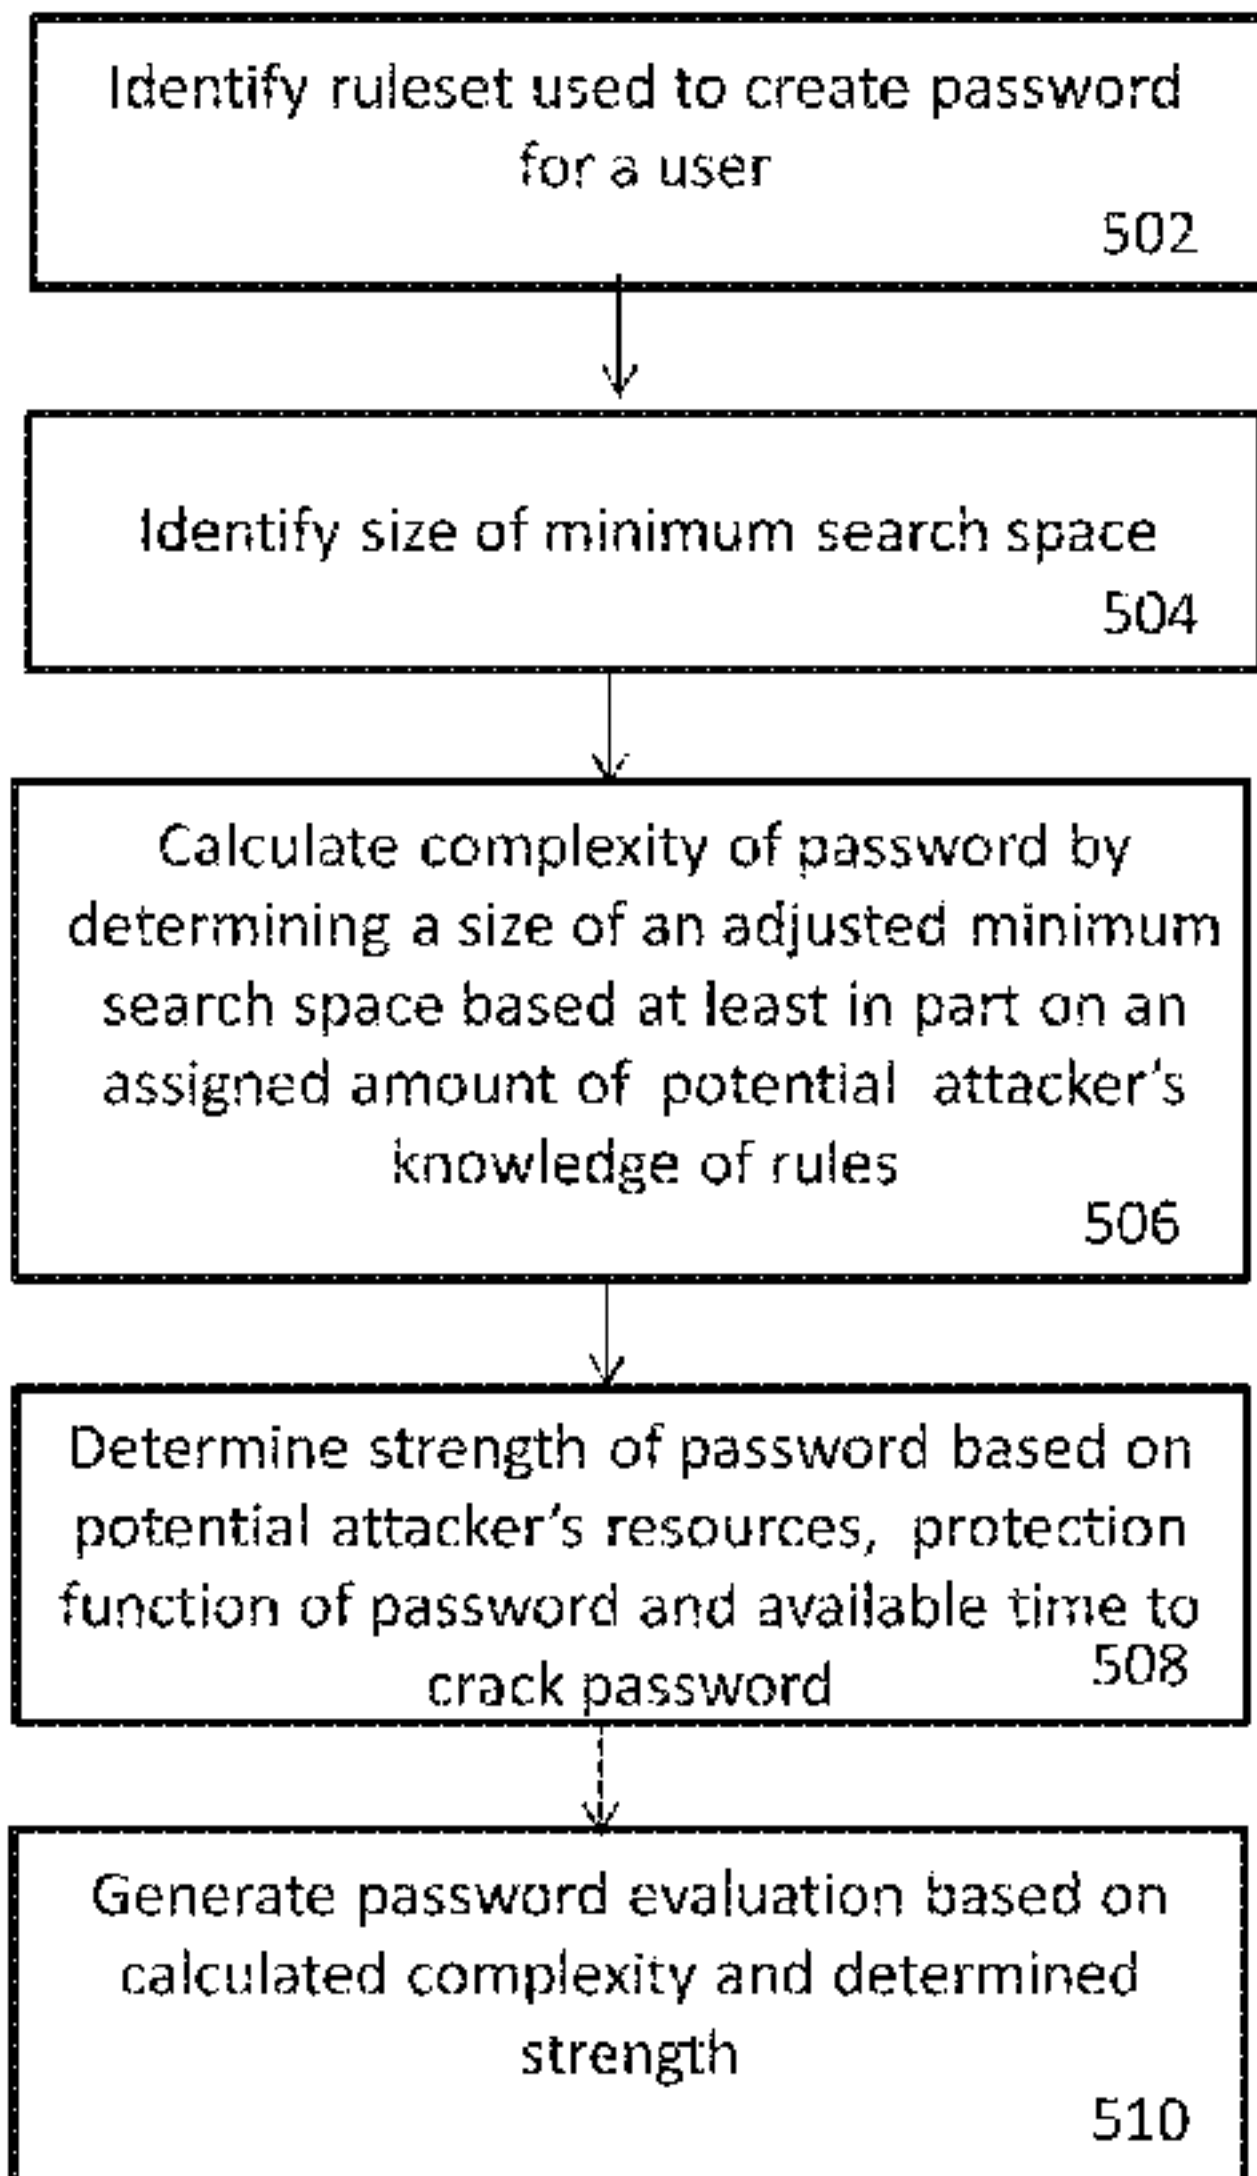 Identify ruleset used to create password
for a user
502
Identify size of minimum search space
504
Calculate complexity of password by
determining a size of an adjusted minimum
search space based at least in part on an
assigned amount of potential attacker's
knowledge of rules
506
Determine strength of password based on
potential attacker's resources, protection
function of password and available time to
crack password
508
Generate password evaluation based on
calculated complexity and determined
strength
510